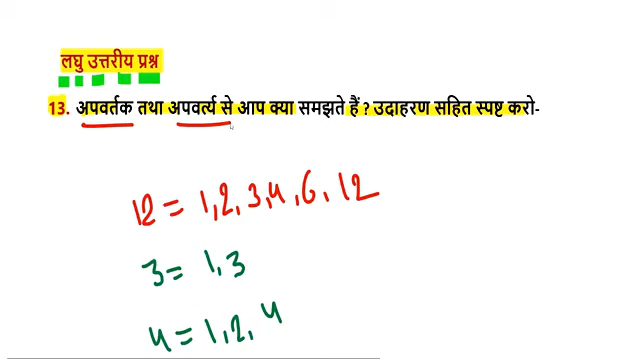 लघु उत्तरीय प्रश्न
13. अपवर्तक तथा अपवर्त्य से आप क्या समझते हैं ? उदाहरण सहित स्पष्ट करो-
12 = 1, 2, 3, 4, 6, 12
3 = 1, 3
4 = 1, 2, 4